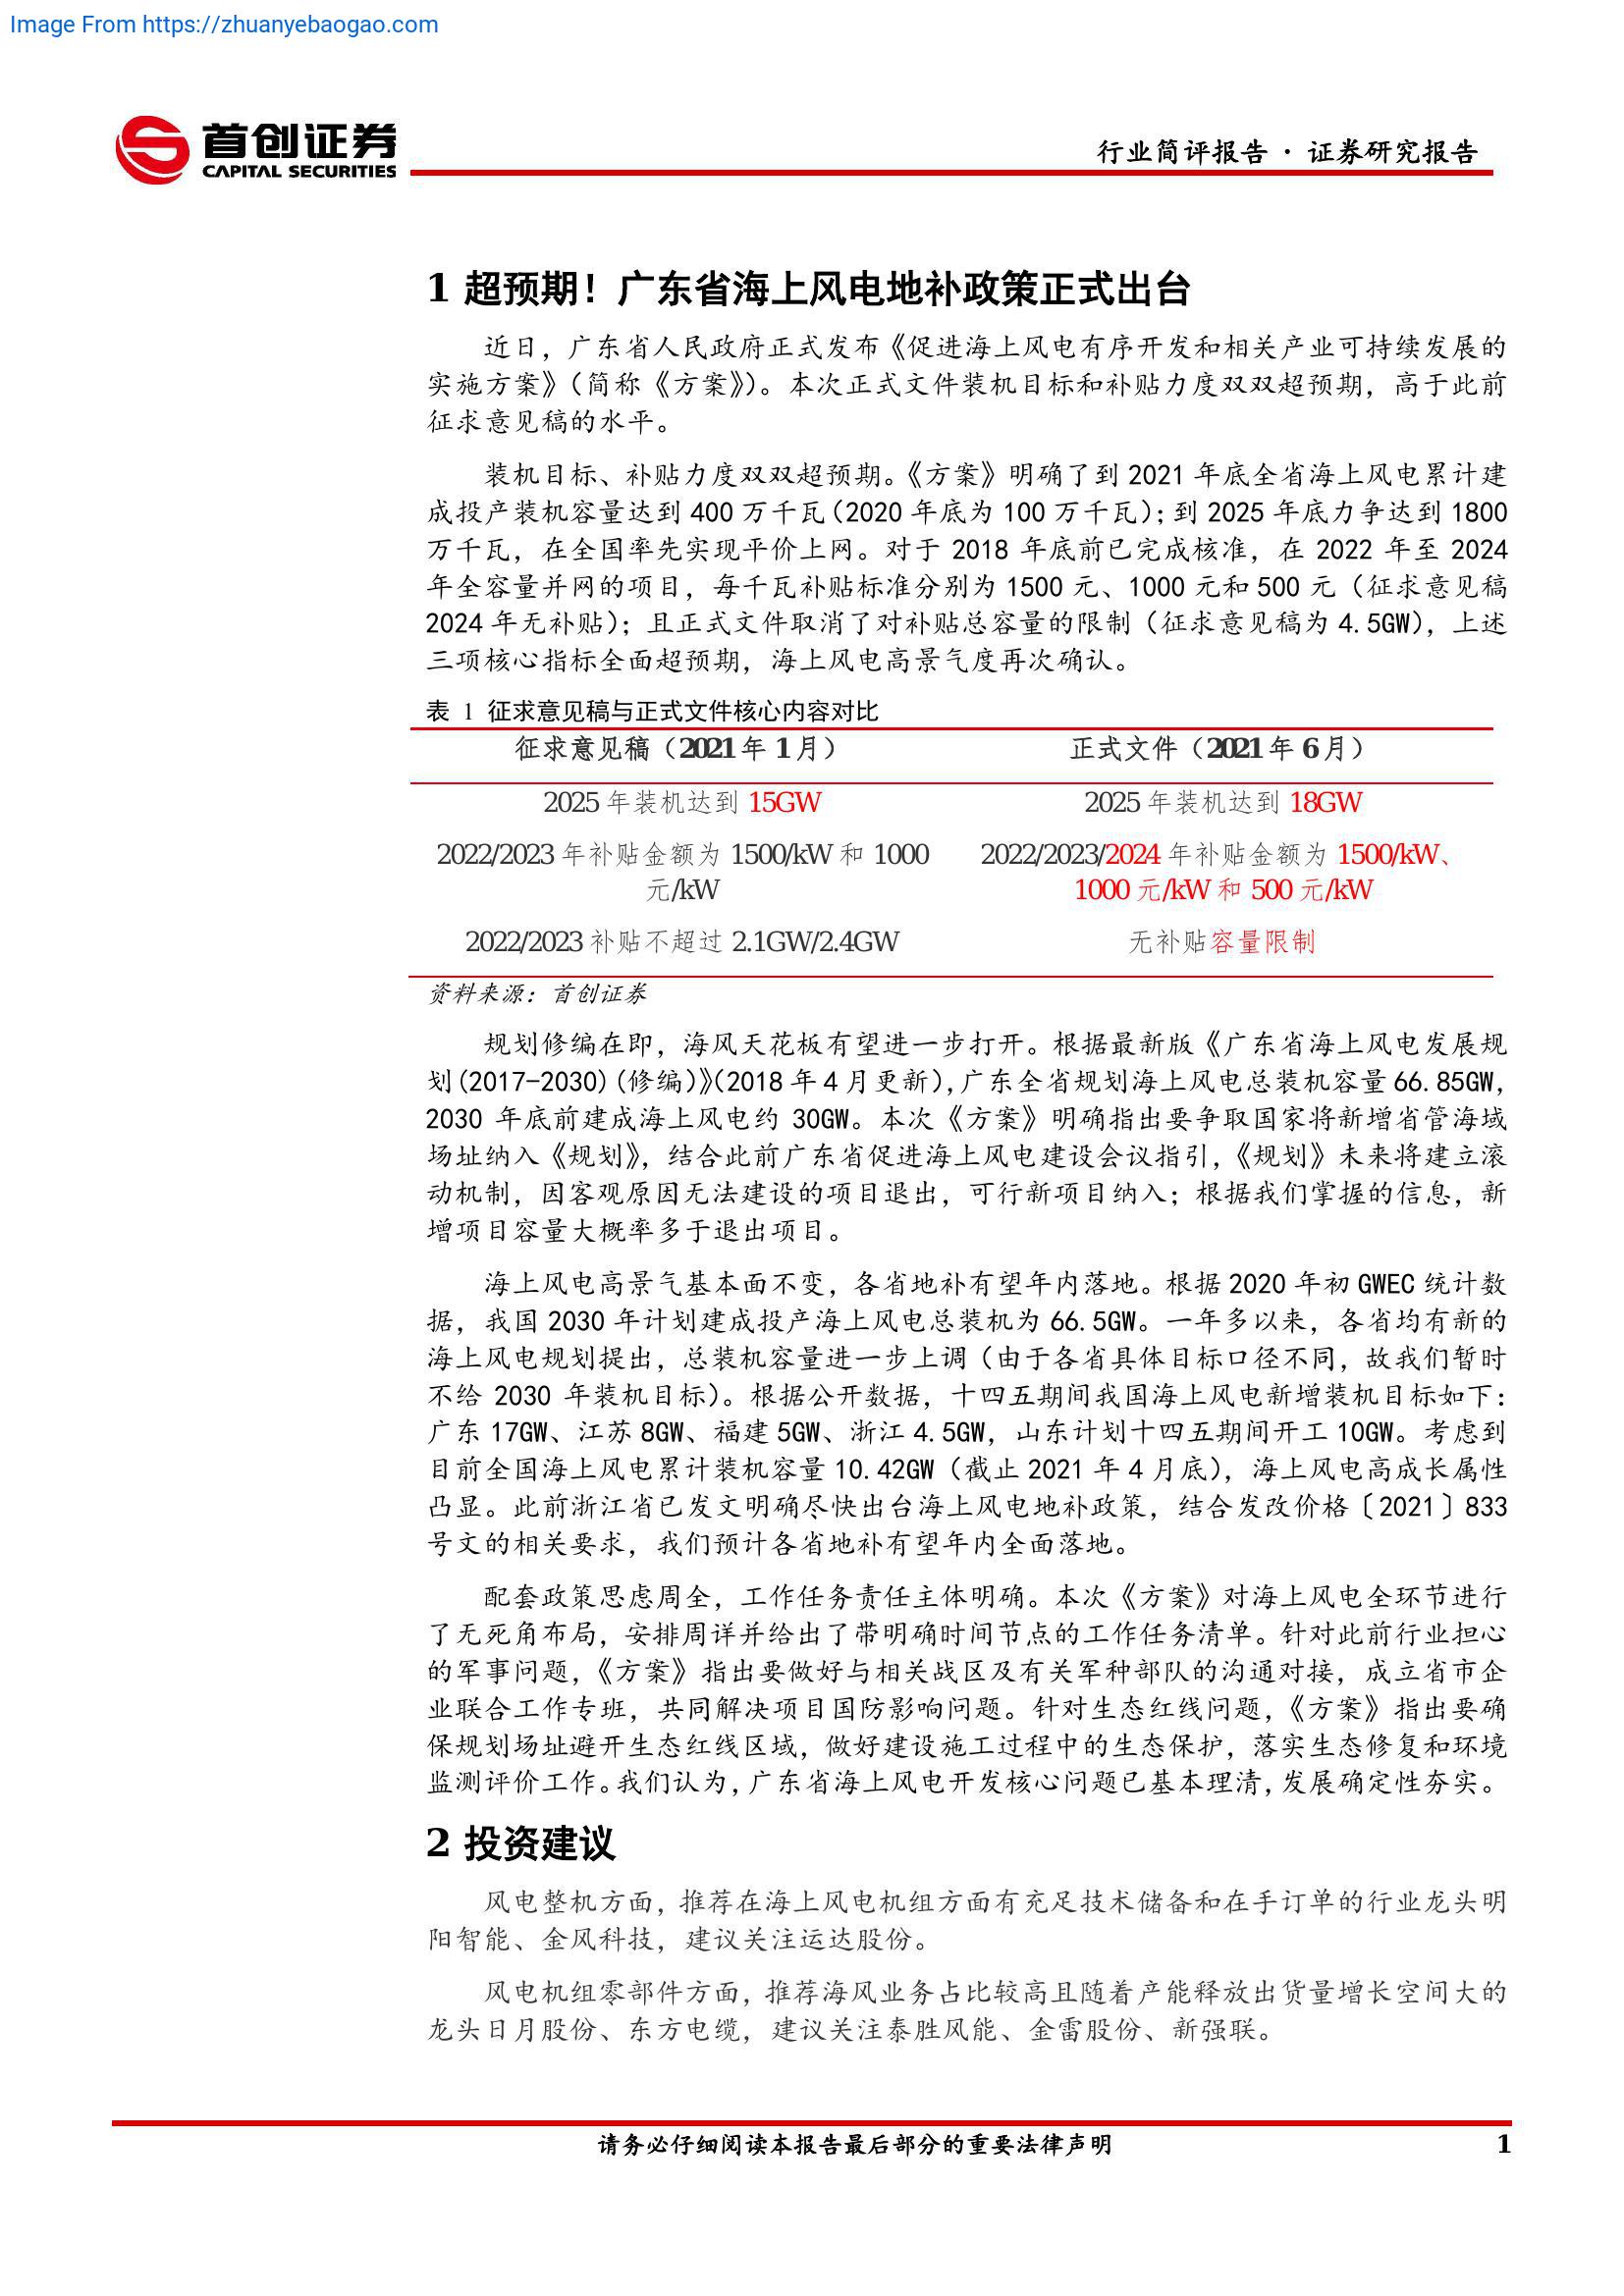 Image From https://zhuanyebaogao.com
首创证券
CAPITAL SECURITIES
行业简评报告 · 证券研究报告
1 超预期！广东省海上风电地补政策正式出台
近日，广东省人民政府正式发布《促进海上风电有序开发和相关产业可持续发展的
实施方案》（简称《方案》）。本次正式文件装机目标和补贴力度双双超预期，高于此前
征求意见稿的水平。
装机目标、补贴力度双双超预期。《方案》明确了到 2021 年底全省海上风电累计建
成投产装机容量达到 400 万千瓦（2020 年底为 100 万千瓦）；到 2025 年底力争达到 1800
万千瓦，在全国率先实现平价上网。对于 2018 年底前已完成核准，在 2022 年至 2024
年全容量并网的项目，每千瓦补贴标准分别为 1500 元、1000 元和 500 元（征求意见稿
2024 年无补贴）；且正式文件取消了对补贴总容量的限制（征求意见稿为 4.5GW），上述
三项核心指标全面超预期，海上风电高景气度再次确认。
表 1 征求意见稿与正式文件核心内容对比
征求意见稿（2021 年 1 月） 正式文件（2021 年 6 月）
2025 年装机达到 15GW 2025 年装机达到 18GW
2022/2023 年补贴金额为 1500/kW 和 1000 2022/2023/2024 年补贴金额为 1500/kW、
元/kW 1000 元/kW 和 500 元/kW
2022/2023 补贴不超过 2.1GW/2.4GW 无补贴容量限制
资料来源：首创证券
规划修编在即，海风天花板有望进一步打开。根据最新版《广东省海上风电发展规
划(2017-2030)(修编)》（2018 年 4 月更新），广东全省规划海上风电总装机容量 66.85GW，
2030 年底前建成海上风电约 30GW。本次《方案》明确指出要争取国家将新增省管海域
场址纳入《规划》，结合此前广东省促进海上风电建设会议指引，《规划》未来将建立滚
动机制，因客观原因无法建设的项目退出，可行新项目纳入；根据我们掌握的信息，新
增项目容量大概率多于退出项目。
海上风电高景气基本面不变，各省地补有望年内落地。根据 2020 年初 GWEC 统计数
据，我国 2030 年计划建成投产海上风电总装机为 66.5GW。一年多以来，各省均有新的
海上风电规划提出，总装机容量进一步上调（由于各省具体目标口径不同，故我们暂时
不给 2030 年装机目标）。根据公开数据，十四五期间我国海上风电新增装机目标如下：
广东 17GW、江苏 8GW、福建 5GW、浙江 4.5GW，山东计划十四五期间开工 10GW。考虑到
目前全国海上风电累计装机容量 10.42GW（截止 2021 年 4 月底），海上风电高成长属性
凸显。此前浙江省已发文明确尽快出台海上风电地补政策，结合发改价格〔2021〕833
号文的相关要求，我们预计各省地补有望年内全面落地。
配套政策思虑周全，工作任务责任主体明确。本次《方案》对海上风电全环节进行
了无死角布局，安排周详并给出了带明确时间节点的工作任务清单。针对此前行业担心
的军事问题，《方案》指出要做好与相关战区及有关军种部队的沟通对接，成立省市企
业联合工作专班，共同解决项目国防影响问题。针对生态红线问题，《方案》指出要确
保规划场址避开生态红线区域，做好建设施工过程中的生态保护，落实生态修复和环境
监测评价工作。我们认为，广东省海上风电开发核心问题已基本理清，发展确定性夯实。
2 投资建议
风电整机方面，推荐在海上风电机组方面有充足技术储备和在手订单的行业龙头明
阳智能、金风科技，建议关注运达股份。
风电机组零部件方面，推荐海风业务占比较高且随着产能释放出货量增长空间大的
龙头日月股份、东方电缆，建议关注泰胜风能、金雷股份、新强联。
请务必仔细阅读本报告最后部分的重要法律声明 1